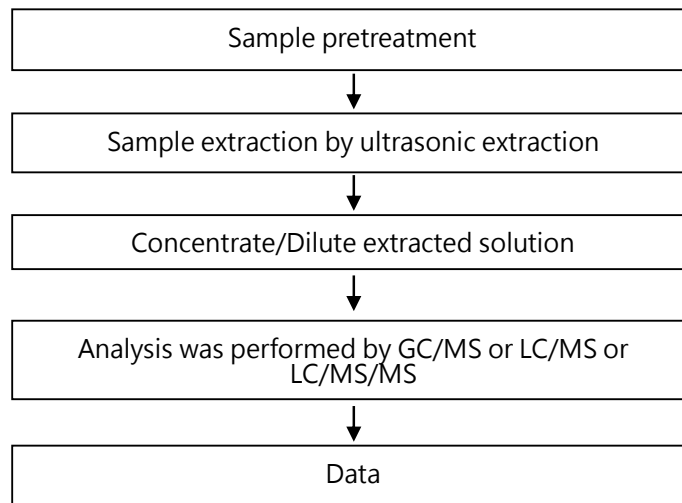 Sample pretreatment
Sample extraction by ultrasonic extraction
Concentrate/Dilute extracted solution
Analysis was performed by GC/MS or LC/MS or
LC/MS/MS
Data